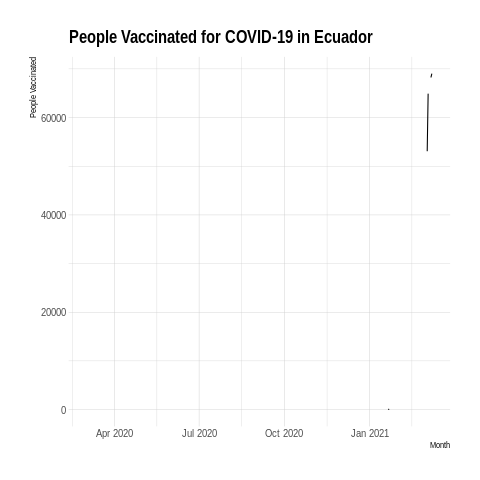 People Vaccinated for COVID-19 in Ecuador
People Vaccinated
60000
40000
20000
0
Apr 2020
Jul 2020
Oct 2020
Jan 2021
Month